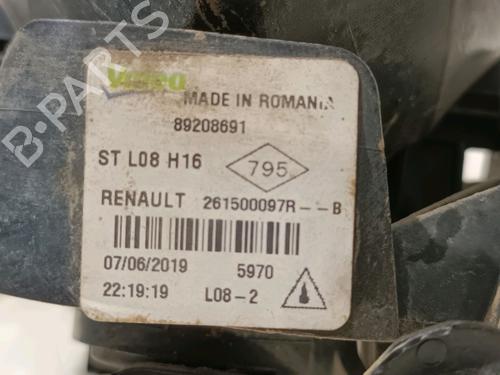 Valeo
MADE IN ROMANIA
89208691
ST L08 H16
795
RENAULT 261500097R--B
07/06/2019 5970
22:19:19 L08-2
B-PARTS